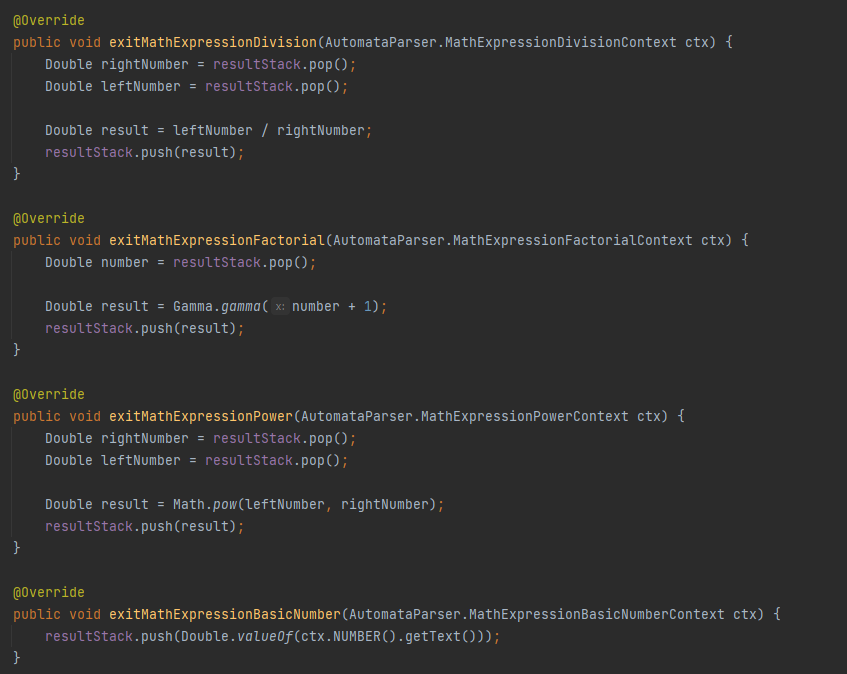 @Override
public void exitMathExpressionDivision(AutomataParser.MathExpressionDivisionContext ctx) {
    Double rightNumber = resultStack.pop();
    Double leftNumber = resultStack.pop();

    Double result = leftNumber / rightNumber;
    resultStack.push(result);
}

@Override
public void exitMathExpressionFactorial(AutomataParser.MathExpressionFactorialContext ctx) {
    Double number = resultStack.pop();

    Double result = Gamma.gamma( x: number + 1);
    resultStack.push(result);
}

@Override
public void exitMathExpressionPower(AutomataParser.MathExpressionPowerContext ctx) {
    Double rightNumber = resultStack.pop();
    Double leftNumber = resultStack.pop();

    Double result = Math.pow(leftNumber, rightNumber);
    resultStack.push(result);
}

@Override
public void exitMathExpressionBasicNumber(AutomataParser.MathExpressionBasicNumberContext ctx) {
    resultStack.push(Double.valueOf(ctx.NUMBER().getText()));
}